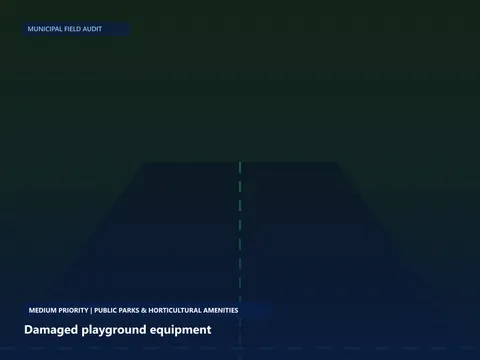 MUNICIPAL FIELD AUDIT
MEDIUM PRIORITY | PUBLIC PARKS & HORTICULTURAL AMENITIES
Damaged playground equipment